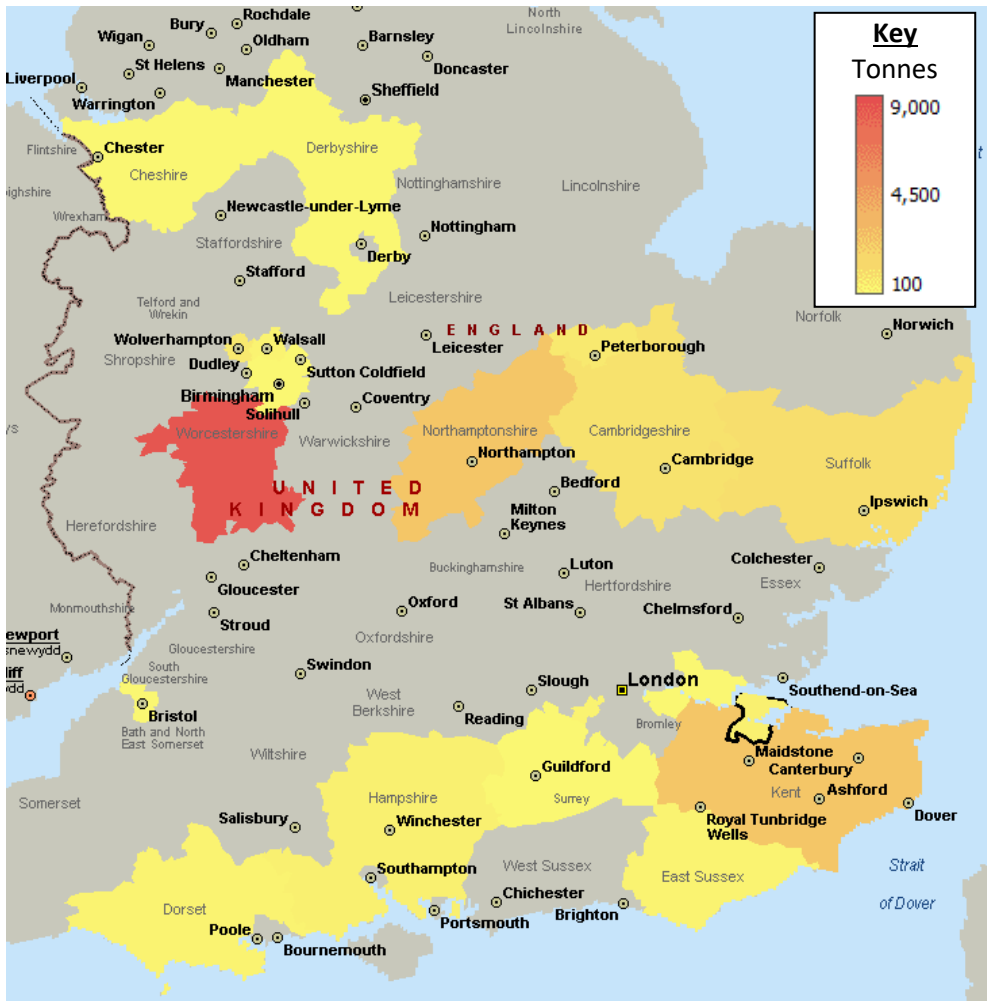 Key
Tonnes
9,000
4,500
100
North
Lincolnshire
Rochdale
Bury
Wigan
Oldham
Barnsley
St Helens
Doncaster
Liverpool
Manchester
Sheffield
Warrington
Flintshire
Chester
Derbyshire
Cheshire
Nottinghamshire
Lincolnshire
Wrexham
Newcastle-under-Lyme
Nottingham
Staffordshire
Derby
Stafford
Leicestershire
Telford and
Wrekin
Norfolk
ENGLAND
Norwich
Leicester
Wolverhampton
Walsall
Peterborough
Shropshire
Dudley
Sutton Coldfield
Birmingham
Coventry
Solihull
Worcestershire
Warwickshire
Northamptonshire
Cambridgeshire
Northampton
Cambridge
Suffolk
UNITED
KINGDOM
Bedford
Ipswich
Milton
Keynes
Herefordshire
Cheltenham
Colchester
Buckinghamshire
Luton
Hertfordshire
Essex
Gloucester
Monmouthshire
Oxford
St Albans
Chelmsford
Stroud
Oxfordshire
ewport
snewydd
Gloucestershire
South
Gloucestershire
Swindon
iff
ydd
London
Slough
Southend-on-Sea
West
Berkshire
Bristol
Reading
Bromley
Bath and North
East Somerset
Wiltshire
Maidstone
Canterbury
Guildford
Kent
Ashford
Somerset
Hampshire
Surrey
Dover
Salisbury
Winchester
Royal Tunbridge
Wells
Southampton
West Sussex
East Sussex
Strait
of Dover
Dorset
Chichester
Portsmouth
Brighton
Poole
Bournemouth